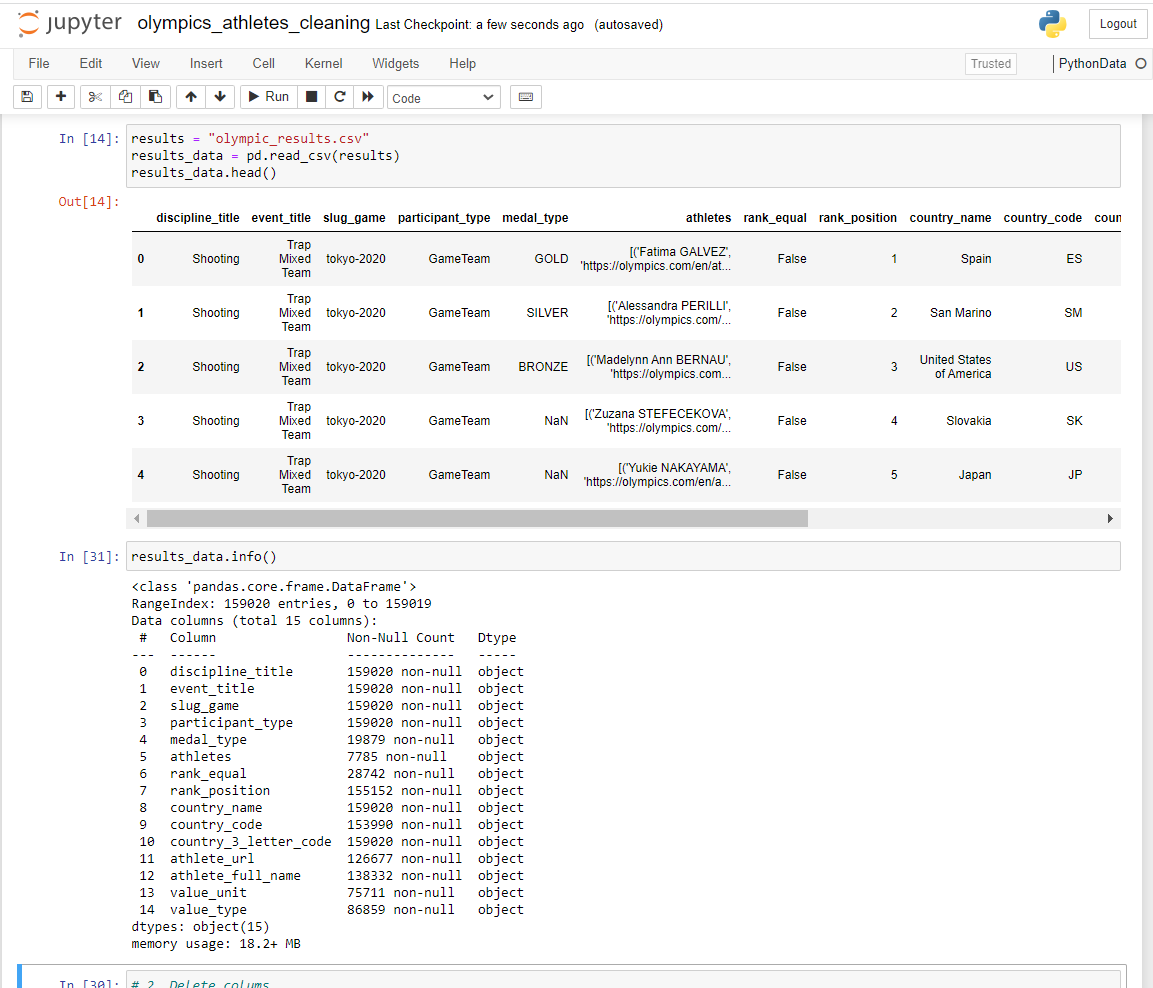 jupyter olympics_athletes_cleaning Last Checkpoint: a few seconds ago (autosaved) Logout
File Edit View Insert Cell Kernel Widgets Help Trusted PythonData
Run Code
In [14]: results = "olympic_results.csv"
results_data = pd.read_csv(results)
results_data.head()
Out[14]:
discipline_title event_title slug_game participant_type medal_type athletes rank_equal rank_position country_name country_code coun
0 Shooting Trap Mixed Team tokyo-2020 GameTeam GOLD [('Fatima GALVEZ', 'https://olympics.com/en/at... False 1 Spain ES
1 Shooting Trap Mixed Team tokyo-2020 GameTeam SILVER [('Alessandra PERILLI', 'https://olympics.com/... False 2 San Marino SM
2 Shooting Trap Mixed Team tokyo-2020 GameTeam BRONZE [('Madelynn Ann BERNAU', 'https://olympics.com... False 3 United States of America US
3 Shooting Trap Mixed Team tokyo-2020 GameTeam NaN [('Zuzana STEFECEKOVA', 'https://olympics.com/... False 4 Slovakia SK
4 Shooting Trap Mixed Team tokyo-2020 GameTeam NaN [('Yukie NAKAYAMA', 'https://olympics.com/en/a... False 5 Japan JP
In [31]: results_data.info()
<class 'pandas.core.frame.DataFrame'>
RangeIndex: 159020 entries, 0 to 159019
Data columns (total 15 columns):
# Column Non-Null Count Dtype
--- ------ -------------- -----
0 discipline_title 159020 non-null object
1 event_title 159020 non-null object
2 slug_game 159020 non-null object
3 participant_type 159020 non-null object
4 medal_type 19879 non-null object
5 athletes 7785 non-null object
6 rank_equal 28742 non-null object
7 rank_position 155152 non-null object
8 country_name 159020 non-null object
9 country_code 153990 non-null object
10 country_3_letter_code 159020 non-null object
11 athlete_url 126677 non-null object
12 athlete_full_name 138332 non-null object
13 value_unit 75711 non-null object
14 value_type 86859 non-null object
dtypes: object(15)
memory usage: 18.2+ MB
In [30]: # 2. Delete colums